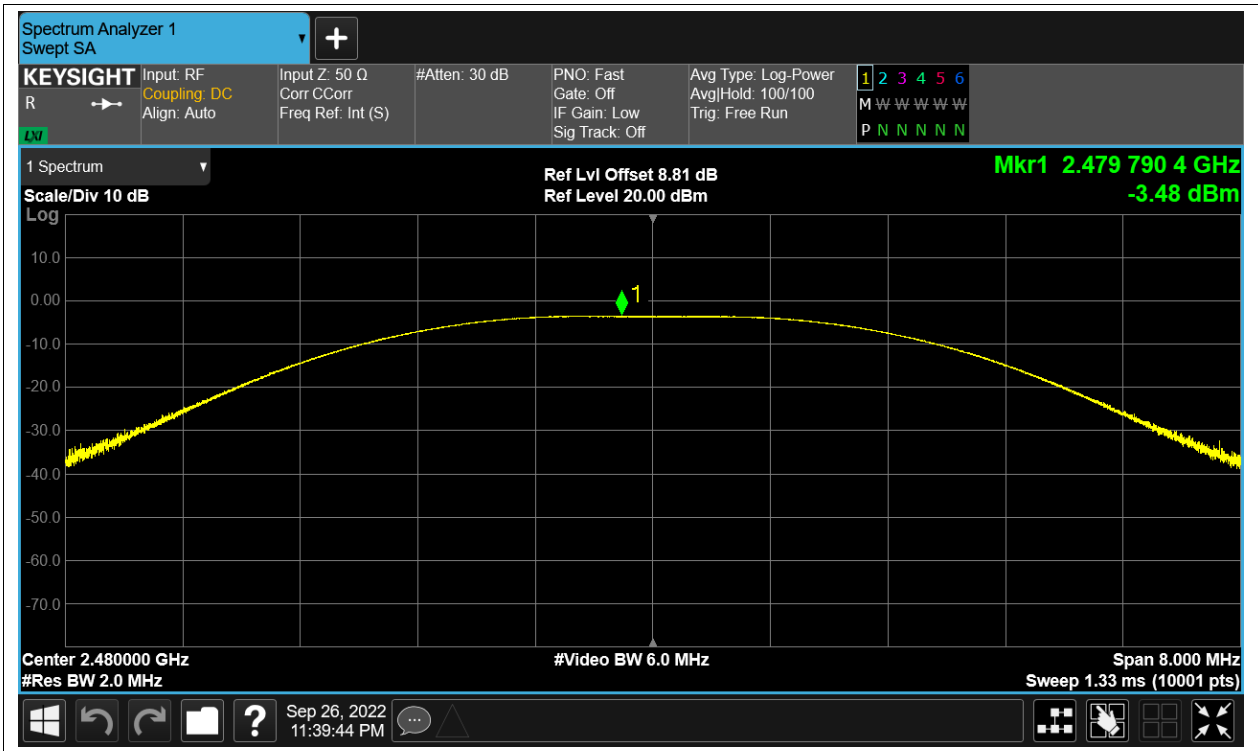 Spectrum Analyzer 1
Swept SA
KEYSIGHT
R
LXI
Input: RF
Coupling: DC
Align: Auto
Input Z: 50 Ω
Corr CCorr
Freq Ref: Int (S)
#Atten: 30 dB
PNO: Fast
Gate: Off
IF Gain: Low
Sig Track: Off
Avg Type: Log-Power
Avg|Hold: 100/100
Trig: Free Run
1 2 3 4 5 6
M W W W W W W
P N N N N N
1 Spectrum
Scale/Div 10 dB
Ref Lvl Offset 8.81 dB
Ref Level 20.00 dBm
Mkr1 2.479 790 4 GHz
-3.48 dBm
Log
10.0
0.00
-10.0
-20.0
-30.0
-40.0
-50.0
-60.0
-70.0
1
Center 2.480000 GHz
#Res BW 2.0 MHz
#Video BW 6.0 MHz
Span 8.000 MHz
Sweep 1.33 ms (10001 pts)
?
Sep 26, 2022
11:39:44 PM